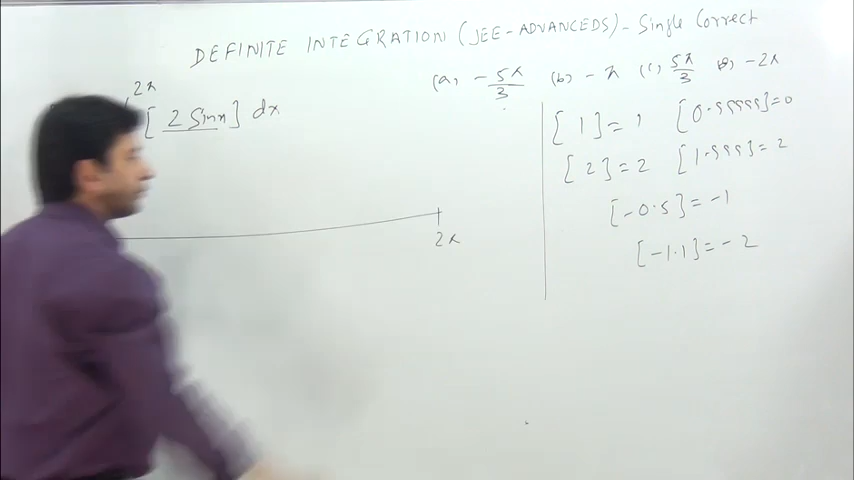 DEFINITE INTEGRATION (JEE-ADVANCEDS) - Single Correct
(a) - 5π/3 (b) - π (c) 5π/3 (d) - 2π
2π
[ 2 Sinx ] dx
[ 1 ] = 1 [0.99999] = 0
[ 2 ] = 2 [1.999] = 2
[-0.5] = -1
[-1.1] = -2
2π